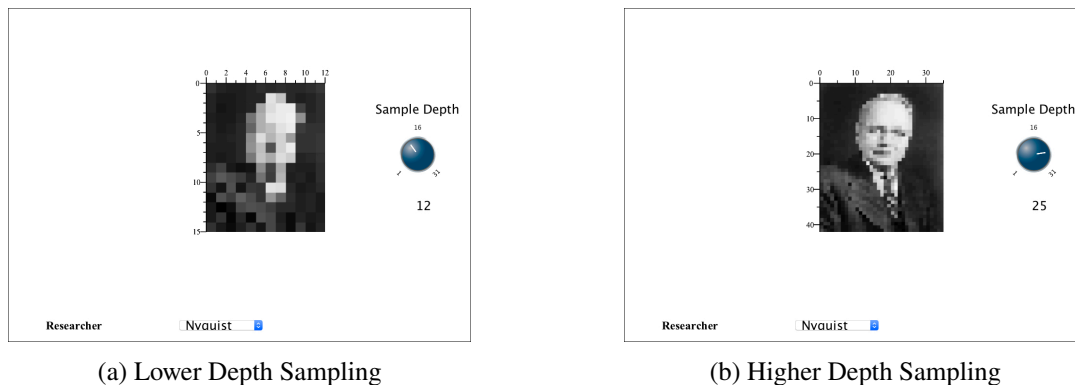 0 2 4 6 8 10 12
0
5
10
15
Sample Depth
16
1
31
12
Researcher
Nyquist
(a) Lower Depth Sampling
0 10 20 30
0
10
20
30
40
Sample Depth
16
1
31
25
Researcher
Nyquist
(b) Higher Depth Sampling